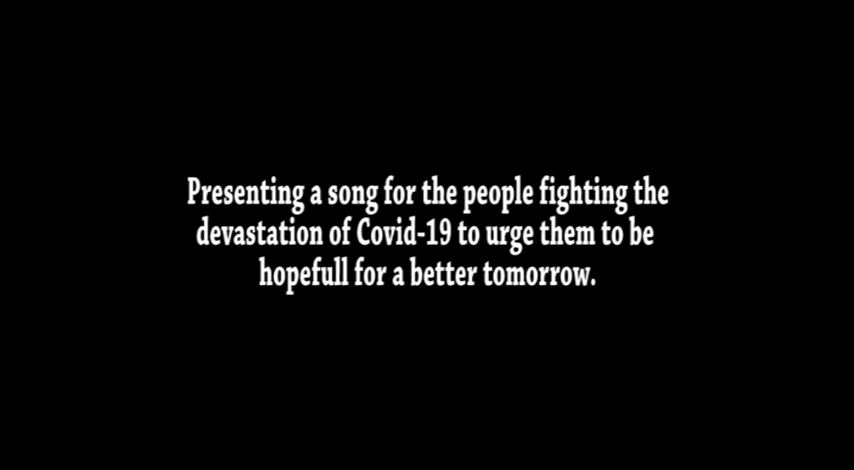 Presenting a song for the people fighting the
devastation of Covid-19 to urge them to be
hopefull for a better tomorrow.